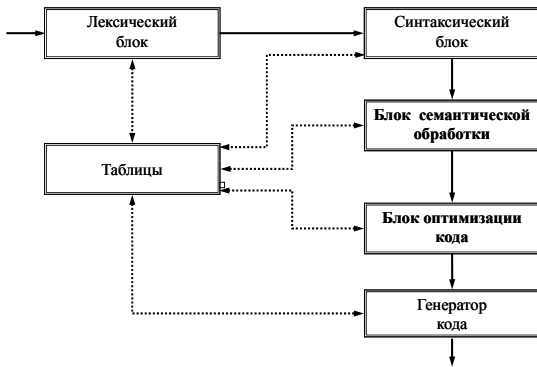 Лексический
блок
Синтаксический
блок
Блок семантической
обработки
Таблицы
Блок оптимизации
кода
Генератор
кода